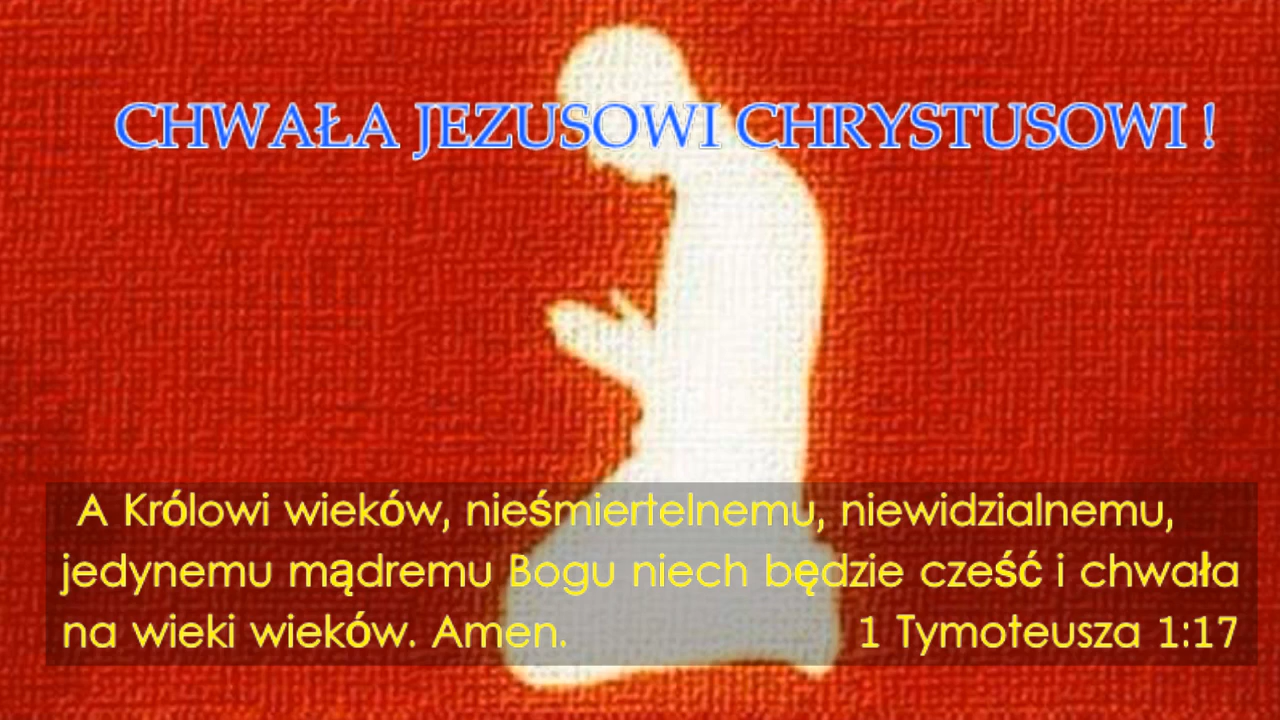 CHWAŁA JEZUSOWI CHRYSTUSOWI !
A Królowi wieków, nieśmiertelnemu, niewidzialnemu,
jedynemu mądremu Bogu niech będzie cześć i chwała
na wieki wieków. Amen. 1 Tymoteusza 1:17